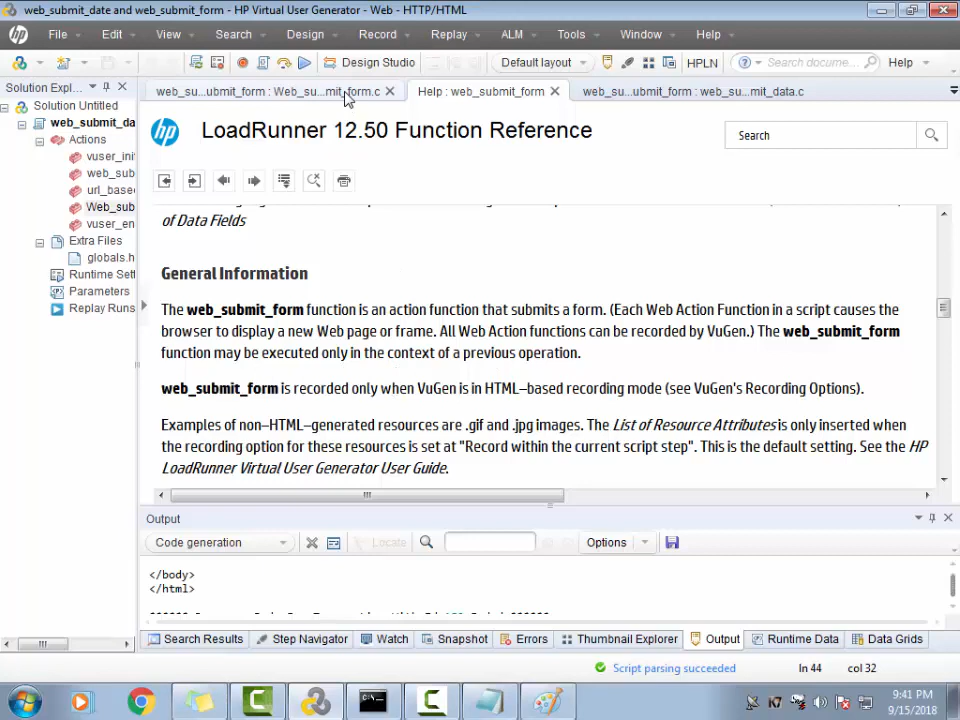 web_submit_date and web_submit_form - HP Virtual User Generator - Web - HTTP/HTML
File Edit View Search Design Record Replay ALM Tools Window Help
Design Studio Default layout HPLN Search docume... Help
Solution Expl...
web_su...ubmit_form : Web_su...mit_form.c
Help : web_submit_form
web_su...ubmit_form : web_su...mit_data.c
Solution Untitled
web_submit_da
Actions
vuser_ini
web_sub
url_base
Web_sub
vuser_en
Extra Files
globals.h
Runtime Sett
Parameters
Replay Runs
hp
LoadRunner 12.50 Function Reference
Search
of Data Fields
General Information
The web_submit_form function is an action function that submits a form. (Each Web Action Function in a script causes the
browser to display a new Web page or frame. All Web Action functions can be recorded by VuGen.) The web_submit_form
function may be executed only in the context of a previous operation.
web_submit_form is recorded only when VuGen is in HTML–based recording mode (see VuGen's Recording Options).
Examples of non–HTML–generated resources are .gif and .jpg images. The List of Resource Attributes is only inserted when
the recording option for these resources is set at "Record within the current script step". This is the default setting. See the HP
LoadRunner Virtual User Generator User Guide.
Output
Code generation Locate Options
</body>
</html>
Search Results Step Navigator Watch Snapshot Errors Thumbnail Explorer Output Runtime Data Data Grids
Script parsing succeeded ln 44 col 32
9:41 PM
9/15/2018